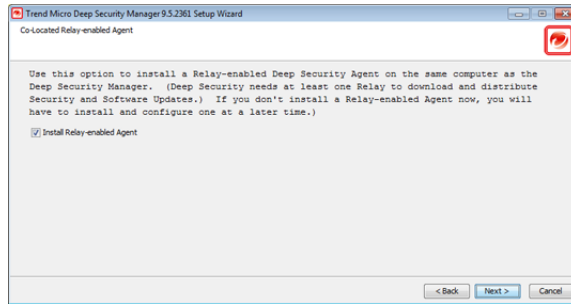 Trend Micro Deep Security Manager 9.5.2361 Setup Wizard
Co-Located Relay-enabled Agent
Use this option to install a Relay-enabled Deep Security Agent on the same computer as the
Deep Security Manager. (Deep Security needs at least one Relay to download and distribute
Security and Software Updates.) If you don't install a Relay-enabled Agent now, you will
have to install and configure one at a later time.)
Install Relay-enabled Agent
< Back Next > Cancel